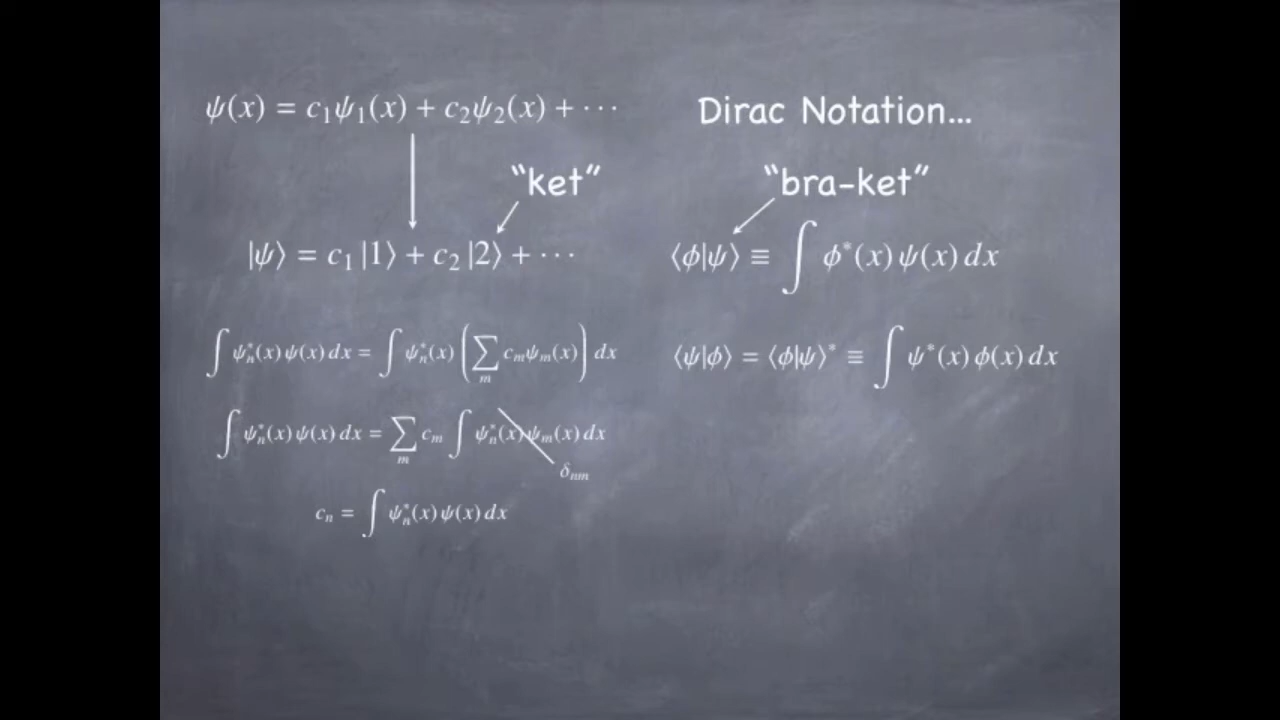 ψ(x) = c₁ψ₁(x) + c₂ψ₂(x) + ⋯
Dirac Notation...
“ket”
“bra-ket”
|ψ⟩ = c₁ |1⟩ + c₂ |2⟩ + ⋯
⟨ϕ|ψ⟩ ≡ ∫ ϕ*(x) ψ(x) dx
∫ ψₙ*(x) ψ(x) dx = ∫ ψₙ*(x) (∑ₘ cₘψₘ(x)) dx
⟨ψ|ϕ⟩ = ⟨ϕ|ψ⟩* ≡ ∫ ψ*(x) ϕ(x) dx
∫ ψₙ*(x) ψ(x) dx = ∑ₘ cₘ ∫ ψₙ*(x) ψₘ(x) dx
δₙₘ
cₙ = ∫ ψₙ*(x) ψ(x) dx